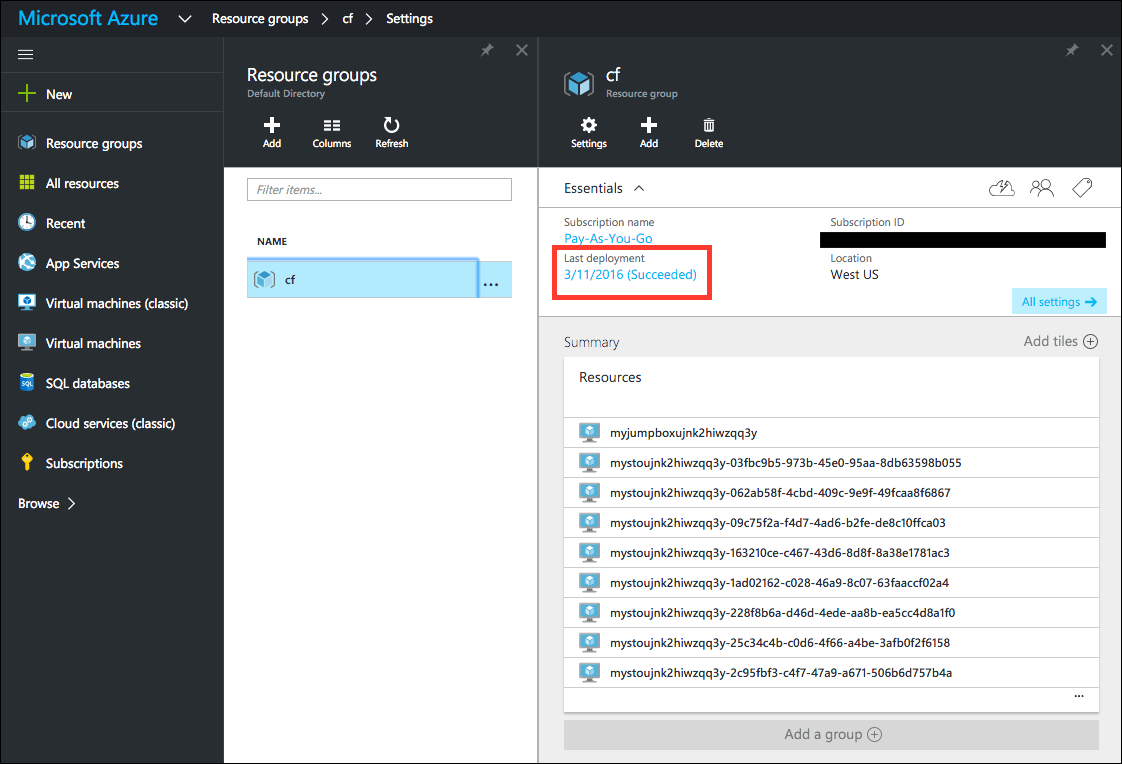 Microsoft Azure Resource groups > cf > Settings
New
Resource groups
All resources
Recent
App Services
Virtual machines (classic)
Virtual machines
SQL databases
Cloud services (classic)
Subscriptions
Browse >
Resource groups
Default Directory
Add Columns Refresh
Filter items...
NAME
cf ...
cf
Resource group
Settings Add Delete
Essentials
Subscription name
Pay-As-You-Go
Last deployment
3/11/2016 (Succeeded)
Subscription ID
Location
West US
All settings →
Summary Add tiles
Resources
myjumpboxujnk2hiwzqq3y
mystoujnk2hiwzqq3y-03fbc9b5-973b-45e0-95aa-8db63598b055
mystoujnk2hiwzqq3y-062ab58f-4cbd-409c-9e9f-49fcaa8f6867
mystoujnk2hiwzqq3y-09c75f2a-f4d7-4ad6-b2fe-de8c10ffca03
mystoujnk2hiwzqq3y-163210ce-c467-43d6-8d8f-8a38e1781ac3
mystoujnk2hiwzqq3y-1ad02162-c028-46a9-8c07-63faaccf02a4
mystoujnk2hiwzqq3y-228f8b6a-d46d-4ede-aa8b-ea5cc4d8a1f0
mystoujnk2hiwzqq3y-25c34c4b-c0d6-4f66-a4be-3afb0f2f6158
mystoujnk2hiwzqq3y-2c95fbf3-c4f7-47a9-a671-506b6d757b4a
...
Add a group